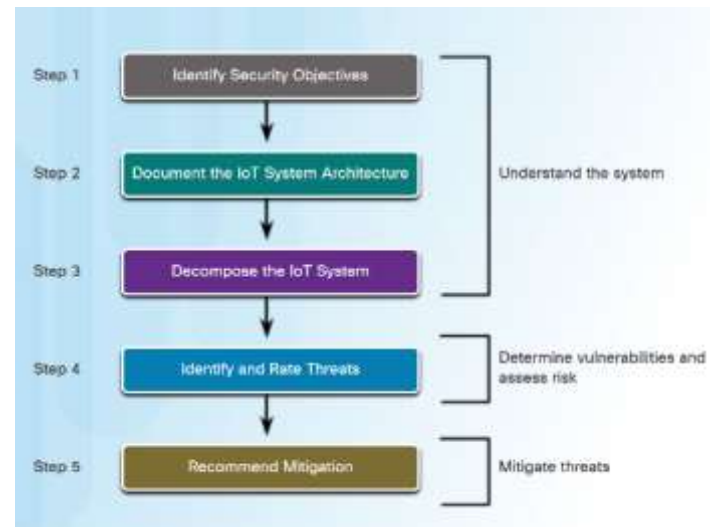 Step 1
Identify Security Objectives
Step 2
Document the IoT System Architecture
Understand the system
Step 3
Decompose the IoT System
Step 4
Identify and Rate Threats
Determine vulnerabilities and
assess risk
Step 5
Recommend Mitigation
Mitigate threats